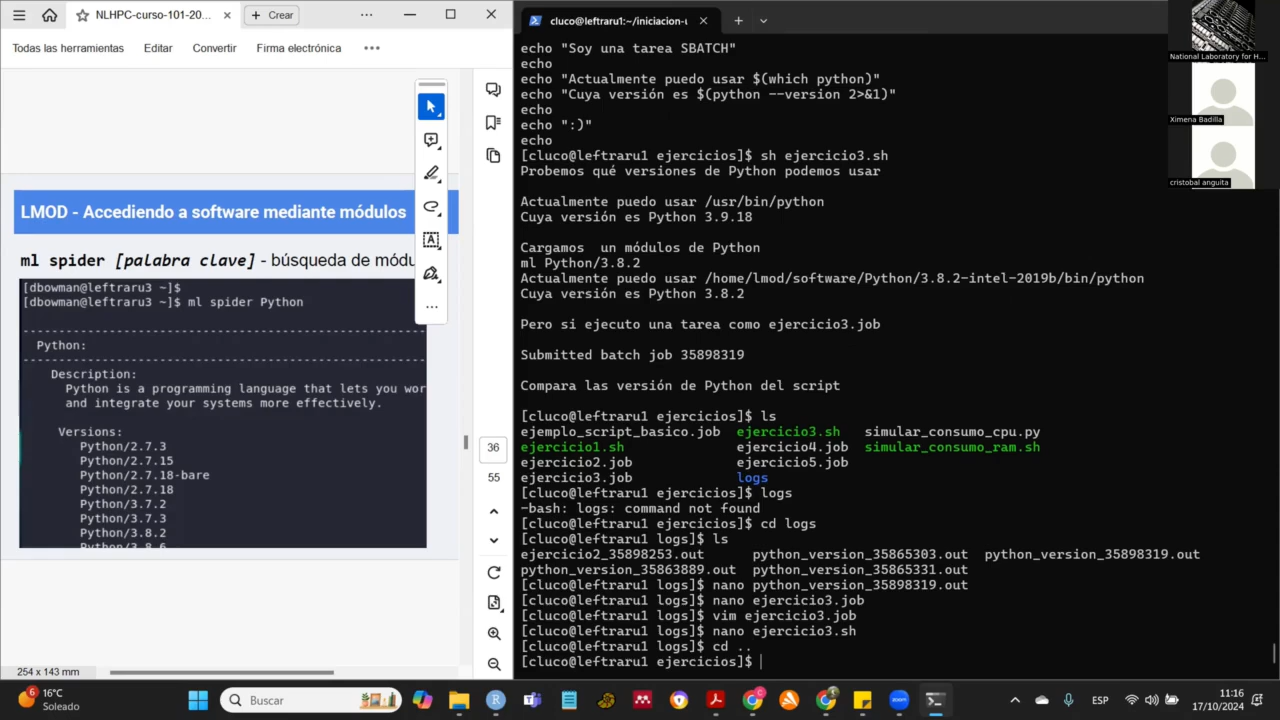 NLHPC-curso-101-20...
Crear
Todas las herramientas
Editar
Convertir
Firma electrónica
LMOD - Accediendo a software mediante módulos
ml spider [palabra clave] - búsqueda de módu
[dbowman@leftraru3 ~]$
[dbowman@leftraru3 ~]$ ml spider Python
Python:
Description:
Python is a programming language that lets you wor
and integrate your systems more effectively.
Versions:
Python/2.7.3
Python/2.7.15
Python/2.7.18-bare
Python/2.7.18
Python/3.7.2
Python/3.7.3
Python/3.8.2
Python/3.8.6
36
55
254 x 143 mm
cluco@leftraru1:~/iniciacion-u
echo "Soy una tarea SBATCH"
echo
echo "Actualmente puedo usar $(which python)"
echo "Cuya versión es $(python --version 2>&1)"
echo
echo ":)"
echo
[cluco@leftraru1 ejercicios]$ sh ejercicio3.sh
Probemos qué versiones de Python podemos usar
Actualmente puedo usar /usr/bin/python
Cuya versión es Python 3.9.18
Cargamos  un módulos de Python
ml Python/3.8.2
Actualmente puedo usar /home/lmod/software/Python/3.8.2-intel-2019b/bin/python
Cuya versión es Python 3.8.2
Pero si ejecuto una tarea como ejercicio3.job
Submitted batch job 35898319
Compara las versión de Python del script
[cluco@leftraru1 ejercicios]$ ls
ejemplo_script_basico.job  ejercicio3.sh  simular_consumo_cpu.py
ejercicio1.sh  ejercicio4.job  simular_consumo_ram.sh
ejercicio2.job  ejercicio5.job
ejercicio3.job  logs
[cluco@leftraru1 ejercicios]$ logs
-bash: logs: command not found
[cluco@leftraru1 ejercicios]$ cd logs
[cluco@leftraru1 logs]$ ls
ejercicio2_35898253.out  python_version_35865303.out  python_version_35898319.out
python_version_35863889.out  python_version_35865331.out
[cluco@leftraru1 logs]$ nano python_version_35898319.out
[cluco@leftraru1 logs]$ nano ejercicio3.job
[cluco@leftraru1 logs]$ vim ejercicio3.job
[cluco@leftraru1 logs]$ nano ejercicio3.sh
[cluco@leftraru1 logs]$ cd ..
[cluco@leftraru1 ejercicios]$
National Laboratory for H...
Ximena Badilla
cristobal anguita
6
16°C
Soleado
Buscar
ESP
11:16
17/10/2024